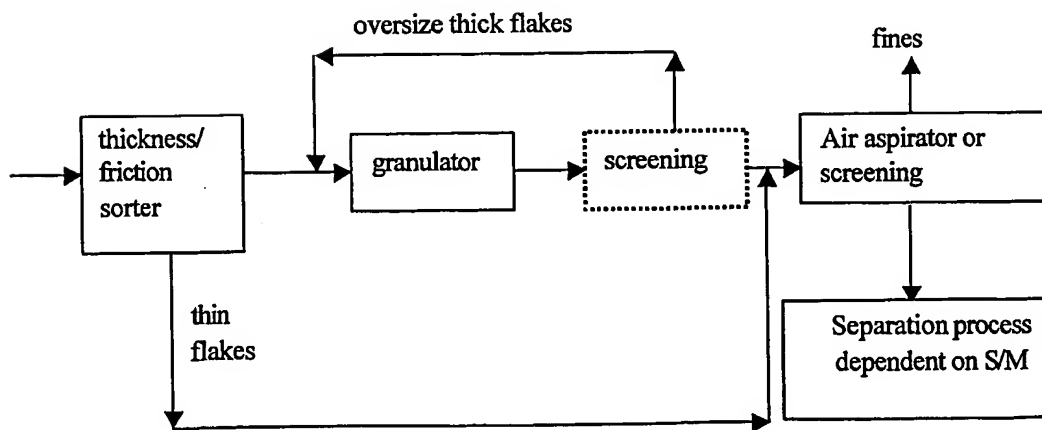 oversize thick flakes
fines
thickness/
friction
sorter
granulator
screening
Air aspirator or
screening
thin
flakes
Separation process
dependent on S/M